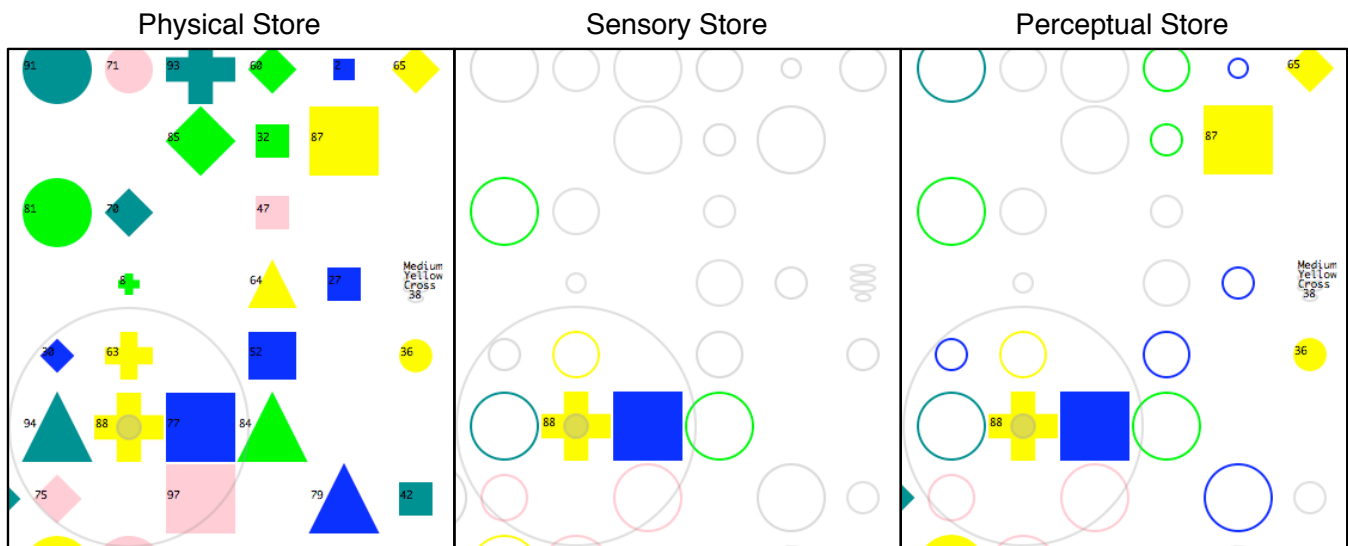 Physical Store
Sensory Store
Perceptual Store
91 71 93 60 2 65
85 32 87
81 70 47
8 64 27
Medium
Yellow
Cross
38
30 63 52 36
94 88 77 84
75 97 79 42
88
65
87
Medium
Yellow
Cross
38
36
88